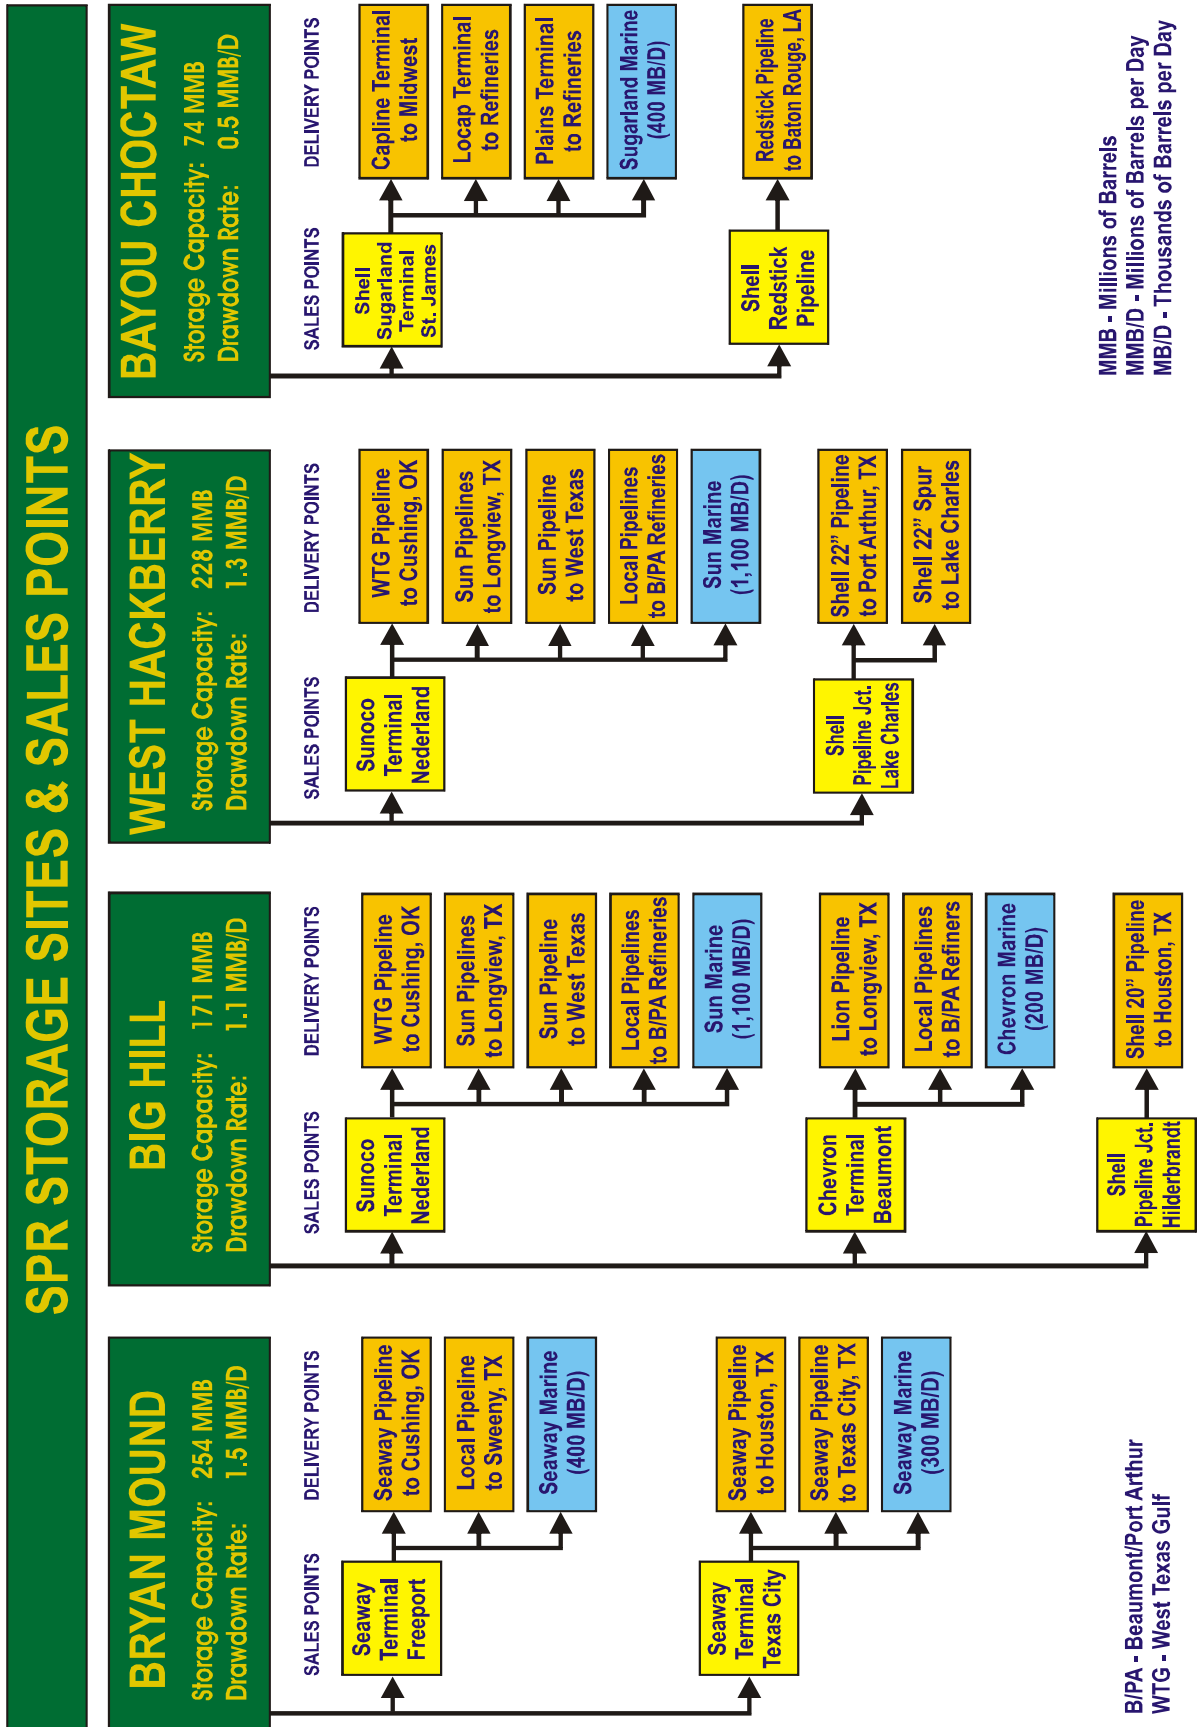 SPR STORAGE SITES & SALES POINTS
BRYAN MOUND
Storage Capacity: 254 MMB
Drawdown Rate: 1.5 MMB/D
SALES POINTS
DELIVERY POINTS
Seaway
Terminal
Freeport
Seaway Pipeline
to Cushing, OK
Local Pipeline
to Sweeny, TX
Seaway Marine
(400 MB/D)
Seaway
Terminal
Texas City
Seaway Pipeline
to Houston, TX
Seaway Pipeline
to Texas City, TX
Seaway Marine
(300 MB/D)
BIG HILL
Storage Capacity: 171 MMB
Drawdown Rate: 1.1 MMB/D
SALES POINTS
DELIVERY POINTS
Sunoco
Terminal
Nederland
WTG Pipeline
to Cushing, OK
Sun Pipelines
to Longview, TX
Sun Pipeline
to West Texas
Local Pipelines
to B/PA Refineries
Sun Marine
(1,100 MB/D)
Chevron
Terminal
Beaumont
Lion Pipeline
to Longview, TX
Local Pipelines
to B/PA Refiners
Chevron Marine
(200 MB/D)
Shell
Pipeline Jct.
Hilderbrandt
Shell 20” Pipeline
to Houston, TX
WEST HACKBERRY
Storage Capacity: 228 MMB
Drawdown Rate: 1.3 MMB/D
SALES POINTS
DELIVERY POINTS
Sunoco
Terminal
Nederland
WTG Pipeline
to Cushing, OK
Sun Pipelines
to Longview, TX
Sun Pipeline
to West Texas
Local Pipelines
to B/PA Refineries
Sun Marine
(1,100 MB/D)
Shell
Pipeline Jct.
Lake Charles
Shell 22” Pipeline
to Port Arthur, TX
Shell 22” Spur
to Lake Charles
BAYOU CHOCTAW
Storage Capacity: 74 MMB
Drawdown Rate: 0.5 MMB/D
SALES POINTS
DELIVERY POINTS
Shell
Sugarland
Terminal
St. James
Capline Terminal
to Midwest
Locap Terminal
to Refineries
Plains Terminal
to Refineries
Sugarland Marine
(400 MB/D)
Shell
Redstick
Pipeline
Redstick Pipeline
to Baton Rouge, LA
B/PA - Beaumont/Port Arthur
WTG - West Texas Gulf
MMB - Millions of Barrels
MMB/D - Millions of Barrels per Day
MB/D - Thousands of Barrels per Day